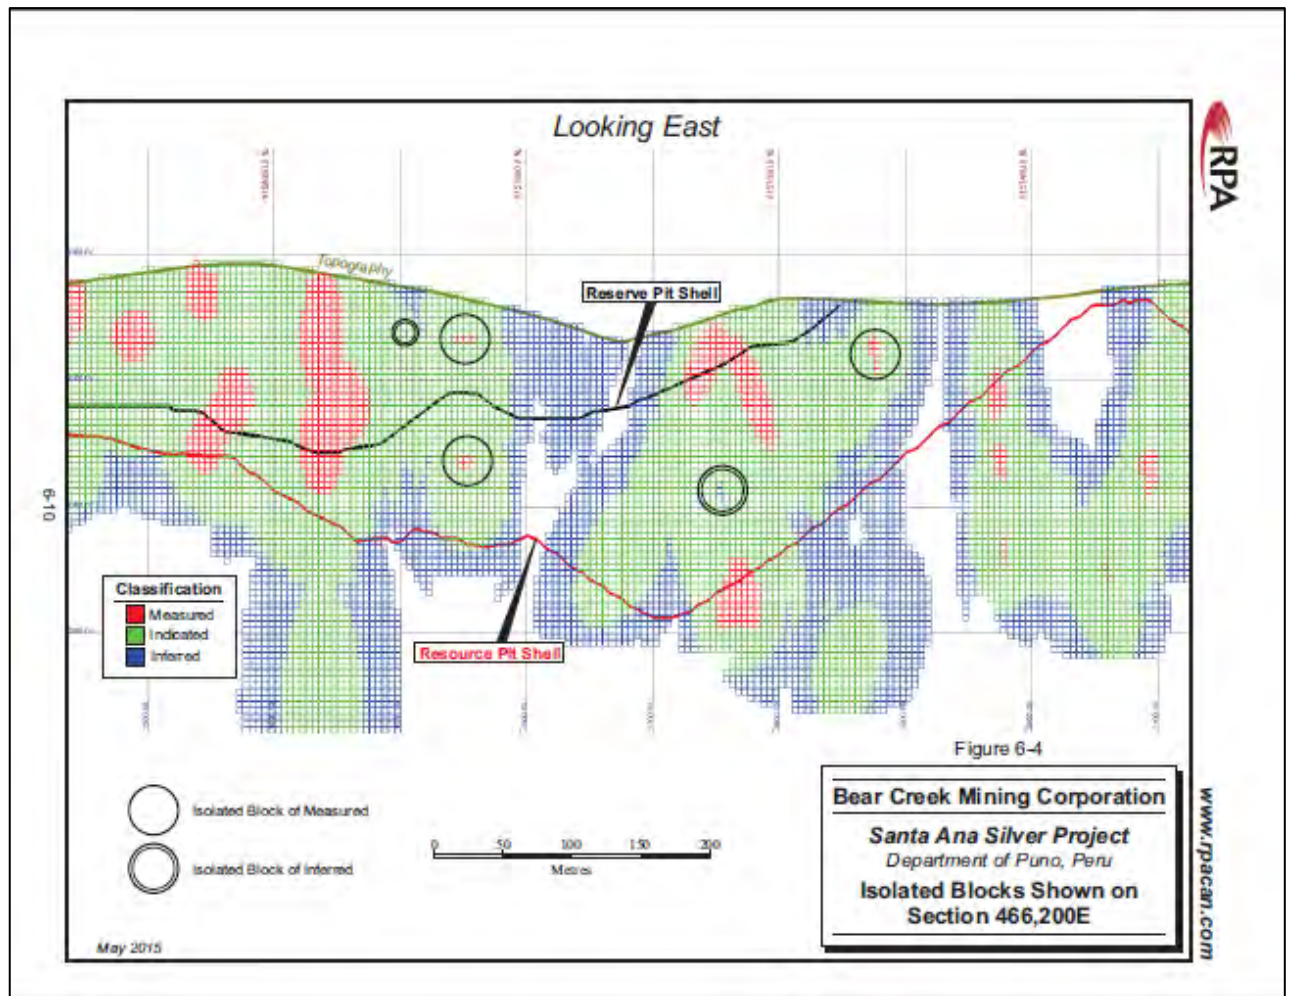 Looking East
RPA
Topography
Reserve Pit Shell
6-10
Classification
Measured
Indicated
Inferred
Resource Pit Shell
Figure 6-4
Isolated Block of Measured
Isolated Block of Inferred
0 50 100 150 200
Metres
Bear Creek Mining Corporation
Santa Ana Silver Project
Department of Puno, Peru
Isolated Blocks Shown on
Section 466,200E
www.rpacan.com
May 2015